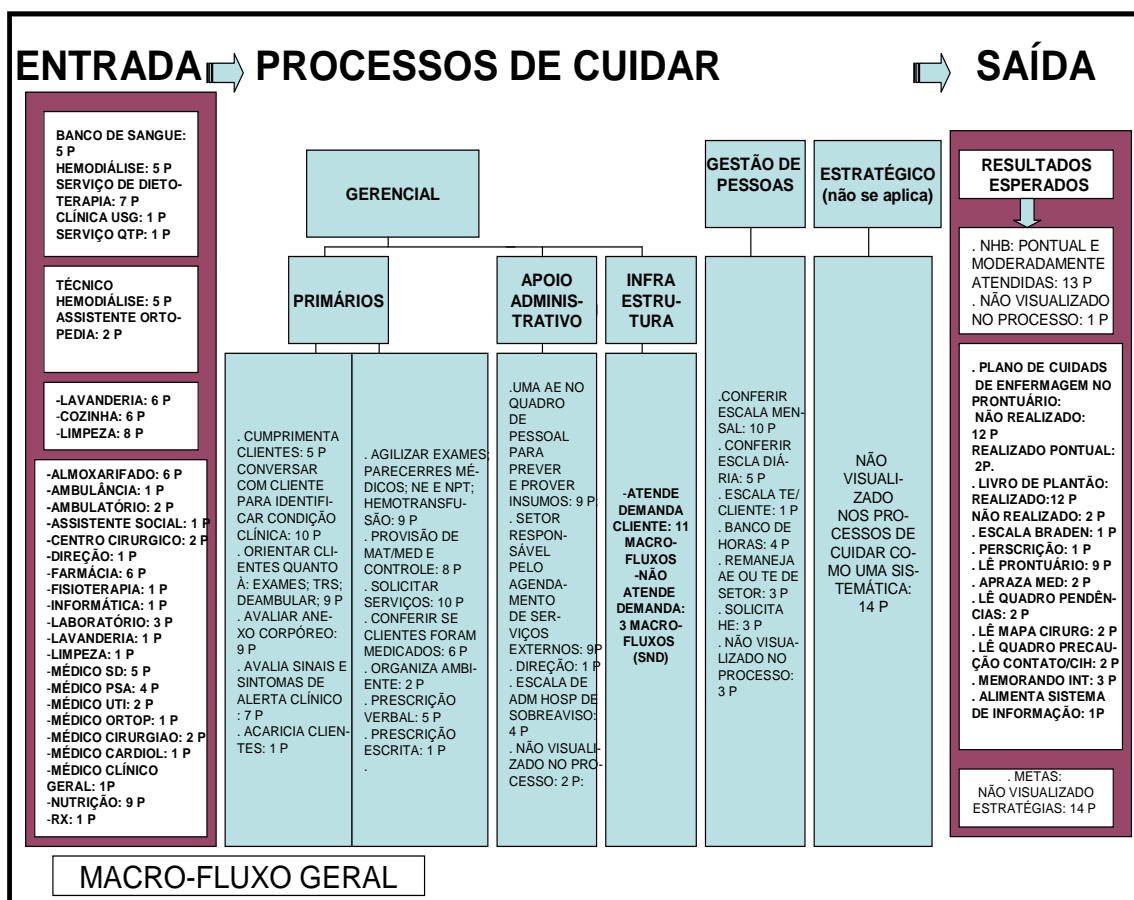 ENTRADA PROCESSOS DE CUIDAR SAÍDA
BANCO DE SANGUE:
5 P
HEMODIÁLISE: 5 P
SERVIÇO DE DIETO-
TERAPIA: 7 P
CLÍNICA USG: 1 P
SERVIÇO QTP: 1 P
TÉCNICO
HEMODIÁLISE: 5 P
ASSISTENTE ORTO-
PEDIA: 2 P
-LAVANDERIA: 6 P
-COZINHA: 6 P
-LIMPEZA: 8 P
-ALMOXARIFADO: 6 P
-AMBULÂNCIA: 1 P
-AMBULATÓRIO: 2 P
-ASSISTENTE SOCIAL: 1 P
-CENTRO CIRURGICO: 2 P
-DIREÇÃO: 1 P
-FARMÁCIA: 6 P
-FISIOTERAPIA: 1 P
-INFORMÁTICA: 1 P
-LABORATÓRIO: 3 P
-LAVANDERIA: 1 P
-LIMPEZA: 1 P
-MÉDICO SD: 5 P
-MÉDICO PSA: 4 P
-MÉDICO UTI: 2 P
-MÉDICO ORTOP: 1 P
-MÉDICO CIRURGIAO: 2 P
-MÉDICO CARDIOL: 1 P
-MÉDICO CLÍNICO
GERAL: 1P
-NUTRIÇÃO: 9 P
-RX: 1 P
GERENCIAL
PRIMÁRIOS
. CUMPRIMENTA
CLIENTES: 5 P
CONVERSAR
COM CLIENTE
PARA IDENTIFI-
CAR CONDIÇÃO
CLÍNICA: 10 P
. ORIENTAR CLI-
ENTES QUANTO
À: EXAMES; TRS;
DEAMBULAR; 9 P
. AVALIAR ANE-
XO CORPÓREO:
9 P
. AVALIA SINAIS E
SINTOMAS DE
ALERTA CLÍNICO
: 7 P
. ACARICIA CLIEN-
TES: 1 P
. AGILIZAR EXAMES;
PARECERRES MÉ-
DICOS; NE E NPT;
HEMOTRANSFU-
SÃO: 9 P
. PROVISÃO DE
MAT/MED E
CONTROLE: 8 P
. SOLICITAR
SERVIÇOS: 10 P
. CONFERIR SE
CLIENTES FORAM
MEDICADOS: 6 P
. ORGANIZA AMBI-
ENTE: 2 P
. PRESCRIÇÃO
VERBAL: 5 P
. PRESCRIÇÃO
ESCRITA: 1 P
.
APOIO
ADMINIS-
TRATIVO
.UMA AE NO
QUADRO
DE
PESSOAL
PARA
PREVER
E PROVER
INSUMOS: 9 P;
. SETOR
RESPON-
SÁVEL
PELO
AGENDA-
MENTO
DE SERVI-
ÇOS
EXTERNOS: 9P
. DIREÇÃO: 1 P
. ESCALA DE
ADM HOSP DE
SOBREAVISO:
4 P
. NÃO VISUALI-
ZADO NO PRO-
CESSO: 2 P:
INFRA
ESTRU-
TURA
-ATENDE
DEMANDA
CLIENTE: 11
MACRO-
FLUXOS
-NÃO
ATENDE
DEMANDA:
3 MACRO-
FLUXOS
(SND)
GESTÃO DE
PESSOAS
.CONFERIR
ESCALA MEN-
SAL: 10 P
. CONFERIR
ESCLA DIÁ-
RIA: 5 P
. ESCALA TE/
CLIENTE: 1 P
. BANCO DE
HORAS: 4 P
. REMANEJA
AE OU TE DE
SETOR: 3 P
. SOLICITA
HE: 3 P
. NÃO VISUA-
LIZADO NO
PROCESSO:
3 P
ESTRATÉGICO
(não se aplica)
NÃO
VISUALI-
ZADO
NOS PRO-
CESSOS DE
CUIDAR CO-
MO UMA SIS-
TEMÁTICA:
14 P
RESULTADOS
ESPERADOS
. NHB: PONTUAL E
MODERADAMENTE
ATENDIDAS: 13 P
. NÃO VISUALIZADO
NO PROCESSO: 1 P
. PLANO DE CUIDADS
DE ENFERMAGEM NO
PRONTUÁRIO:
NÃO REALIZADO:
12 P
REALIZADO PONTUAL:
2P.
. LIVRO DE PLANTÃO:
REALIZADO:12 P
NÃO REALIZADO: 2 P
. ESCALA BRADEN: 1 P
. PERSCRIÇÃO: 1 P
. LÊ PRONTUÁRIO: 9 P
. APRAZA MED: 2 P
. LÊ QUADRO PENDÊN-
CIAS: 2 P
. LÊ MAPA CIRURG: 2 P
. LÊ QUADRO PRECAU-
ÇÃO CONTATO/CIH: 2 P
. MEMORANDO INT: 3 P
. ALIMENTA SISTEMA
DE INFORMAÇÃO: 1P
. METAS:
NÃO VISUALIZADO
ESTRATÉGIAS: 14 P
MACRO-FLUXO GERAL